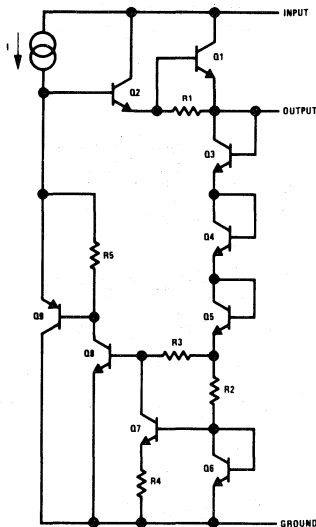 INPUT
I
Q1
Q2
R1
OUTPUT
Q3
Q4
R5
Q9
Q5
Q8
R3
R2
Q7
Q6
R4
GROUND